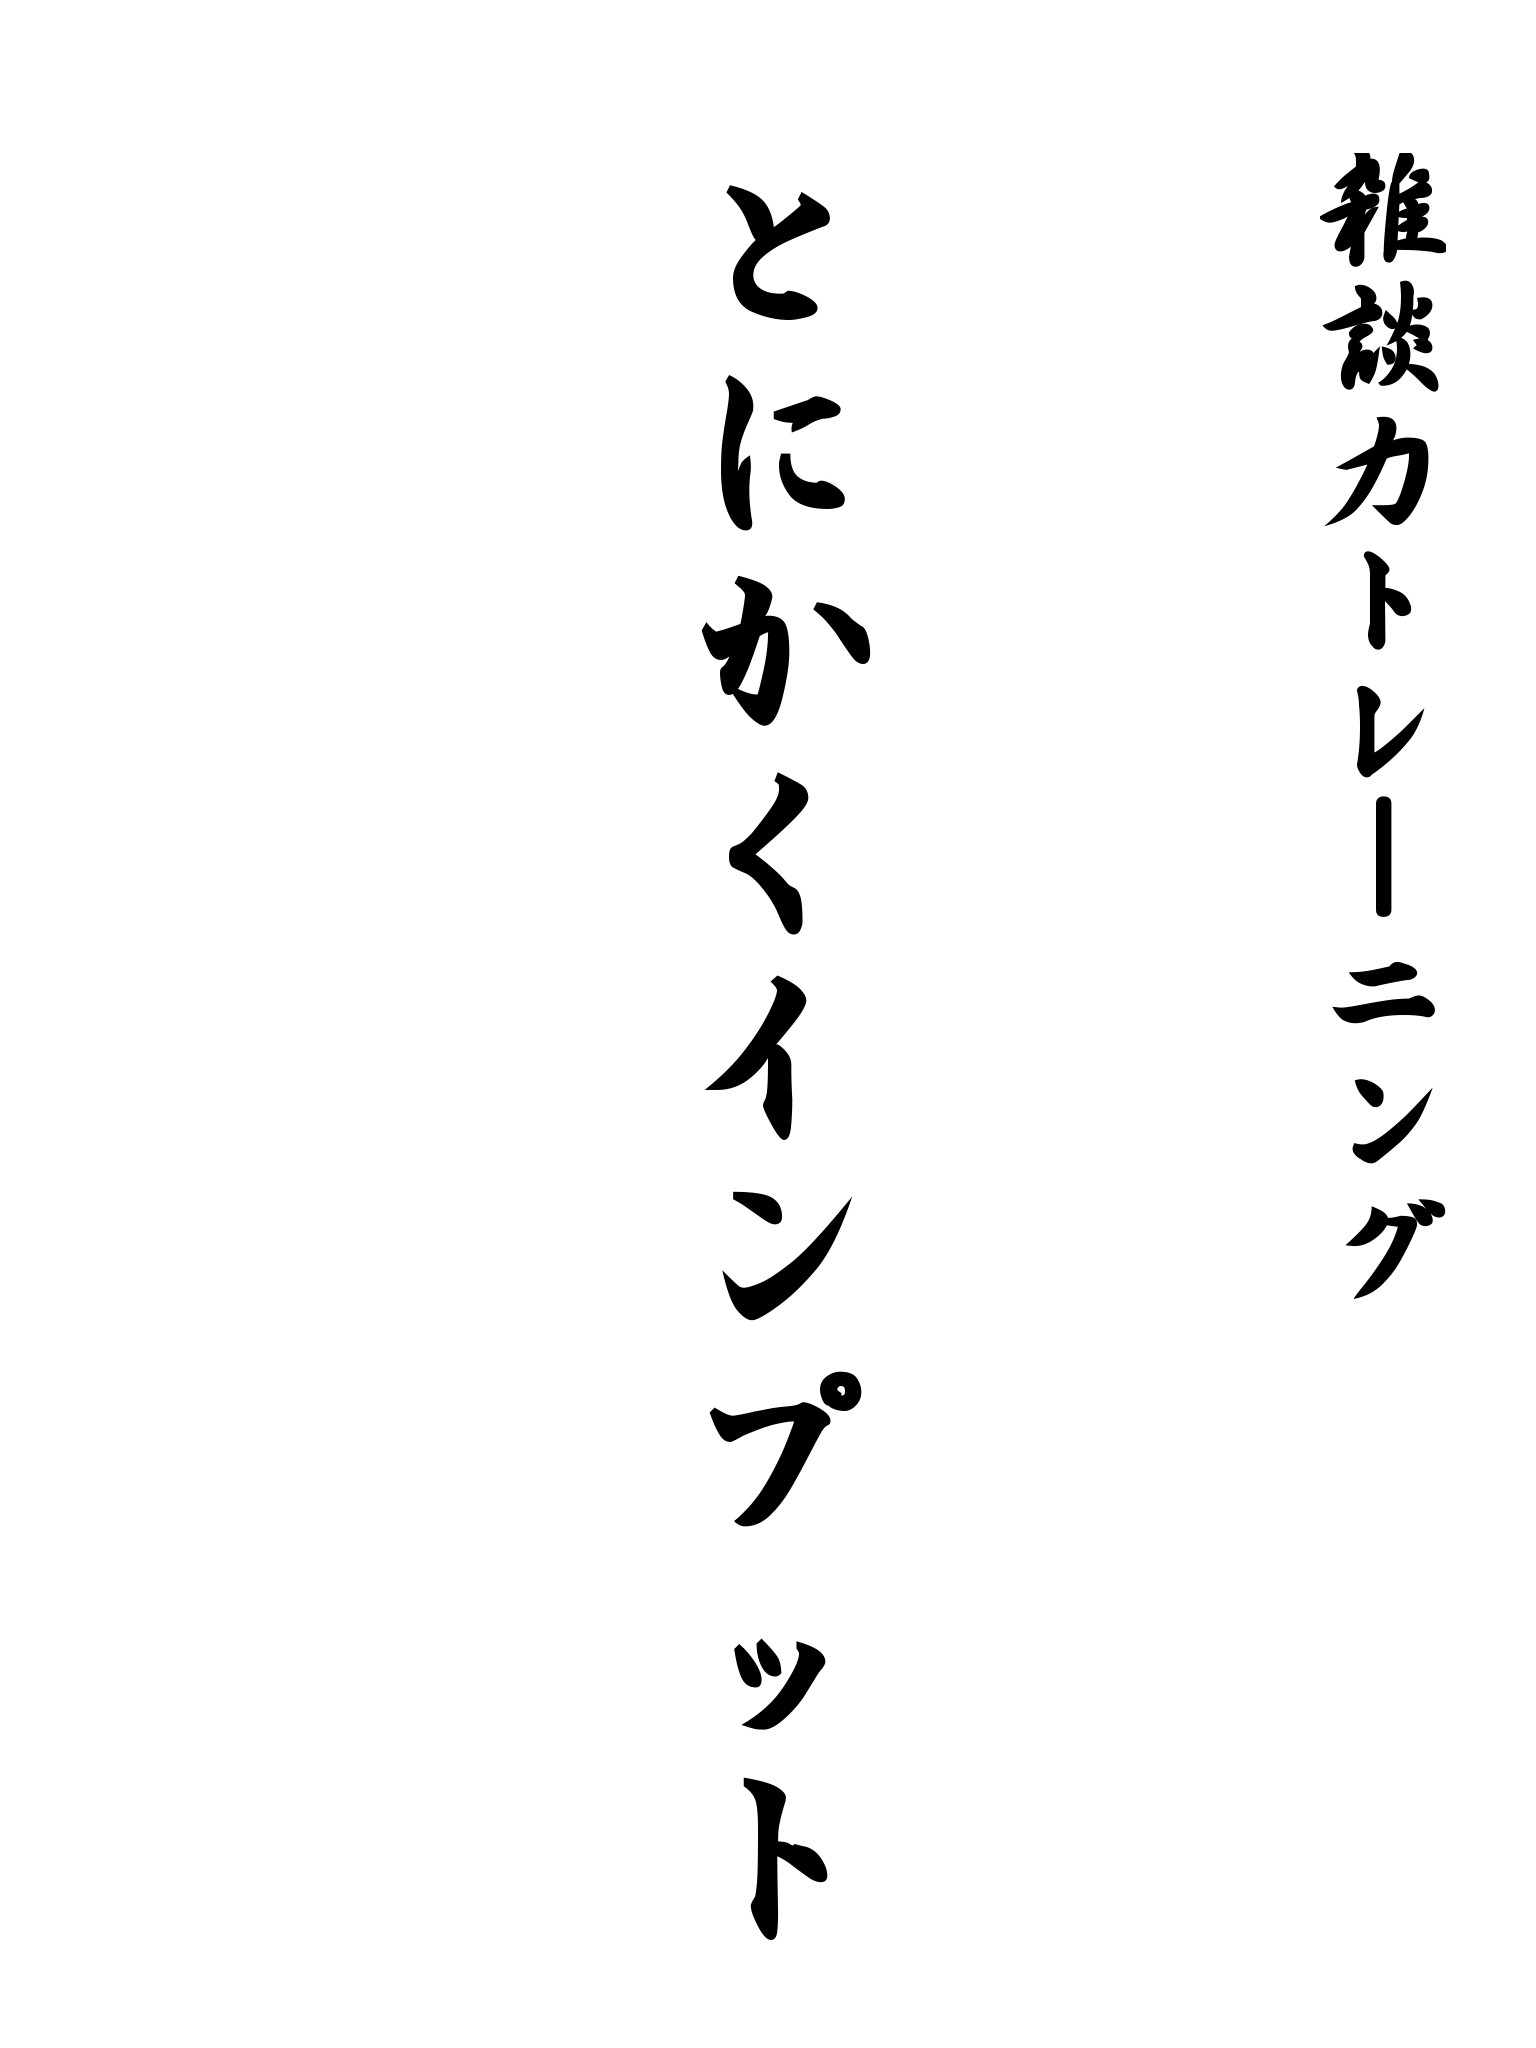 雑談力トレーニング
とにかくインプット